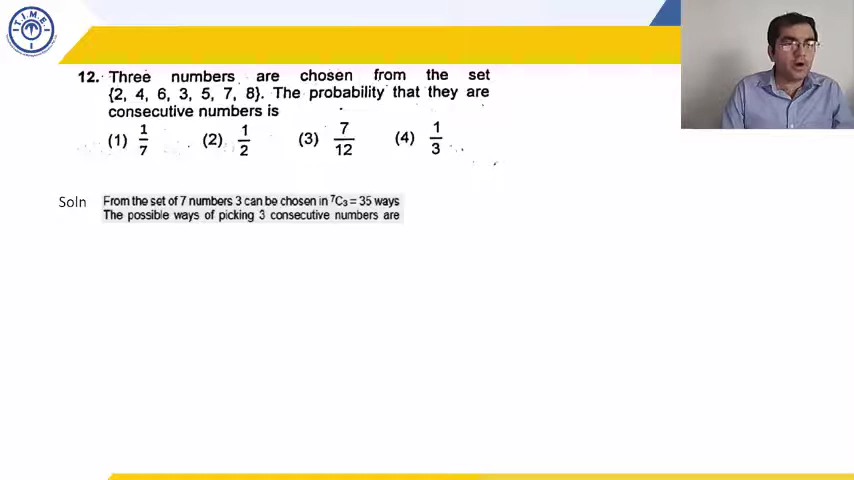 I.T.I.M.E.I
12. Three numbers are chosen from the set
{2, 4, 6, 3, 5, 7, 8}. The probability that they are
consecutive numbers is
(1) 1/7 (2) 1/2 (3) 7/12 (4) 1/3
Soln From the set of 7 numbers 3 can be chosen in ⁷C₃ = 35 ways
The possible ways of picking 3 consecutive numbers are